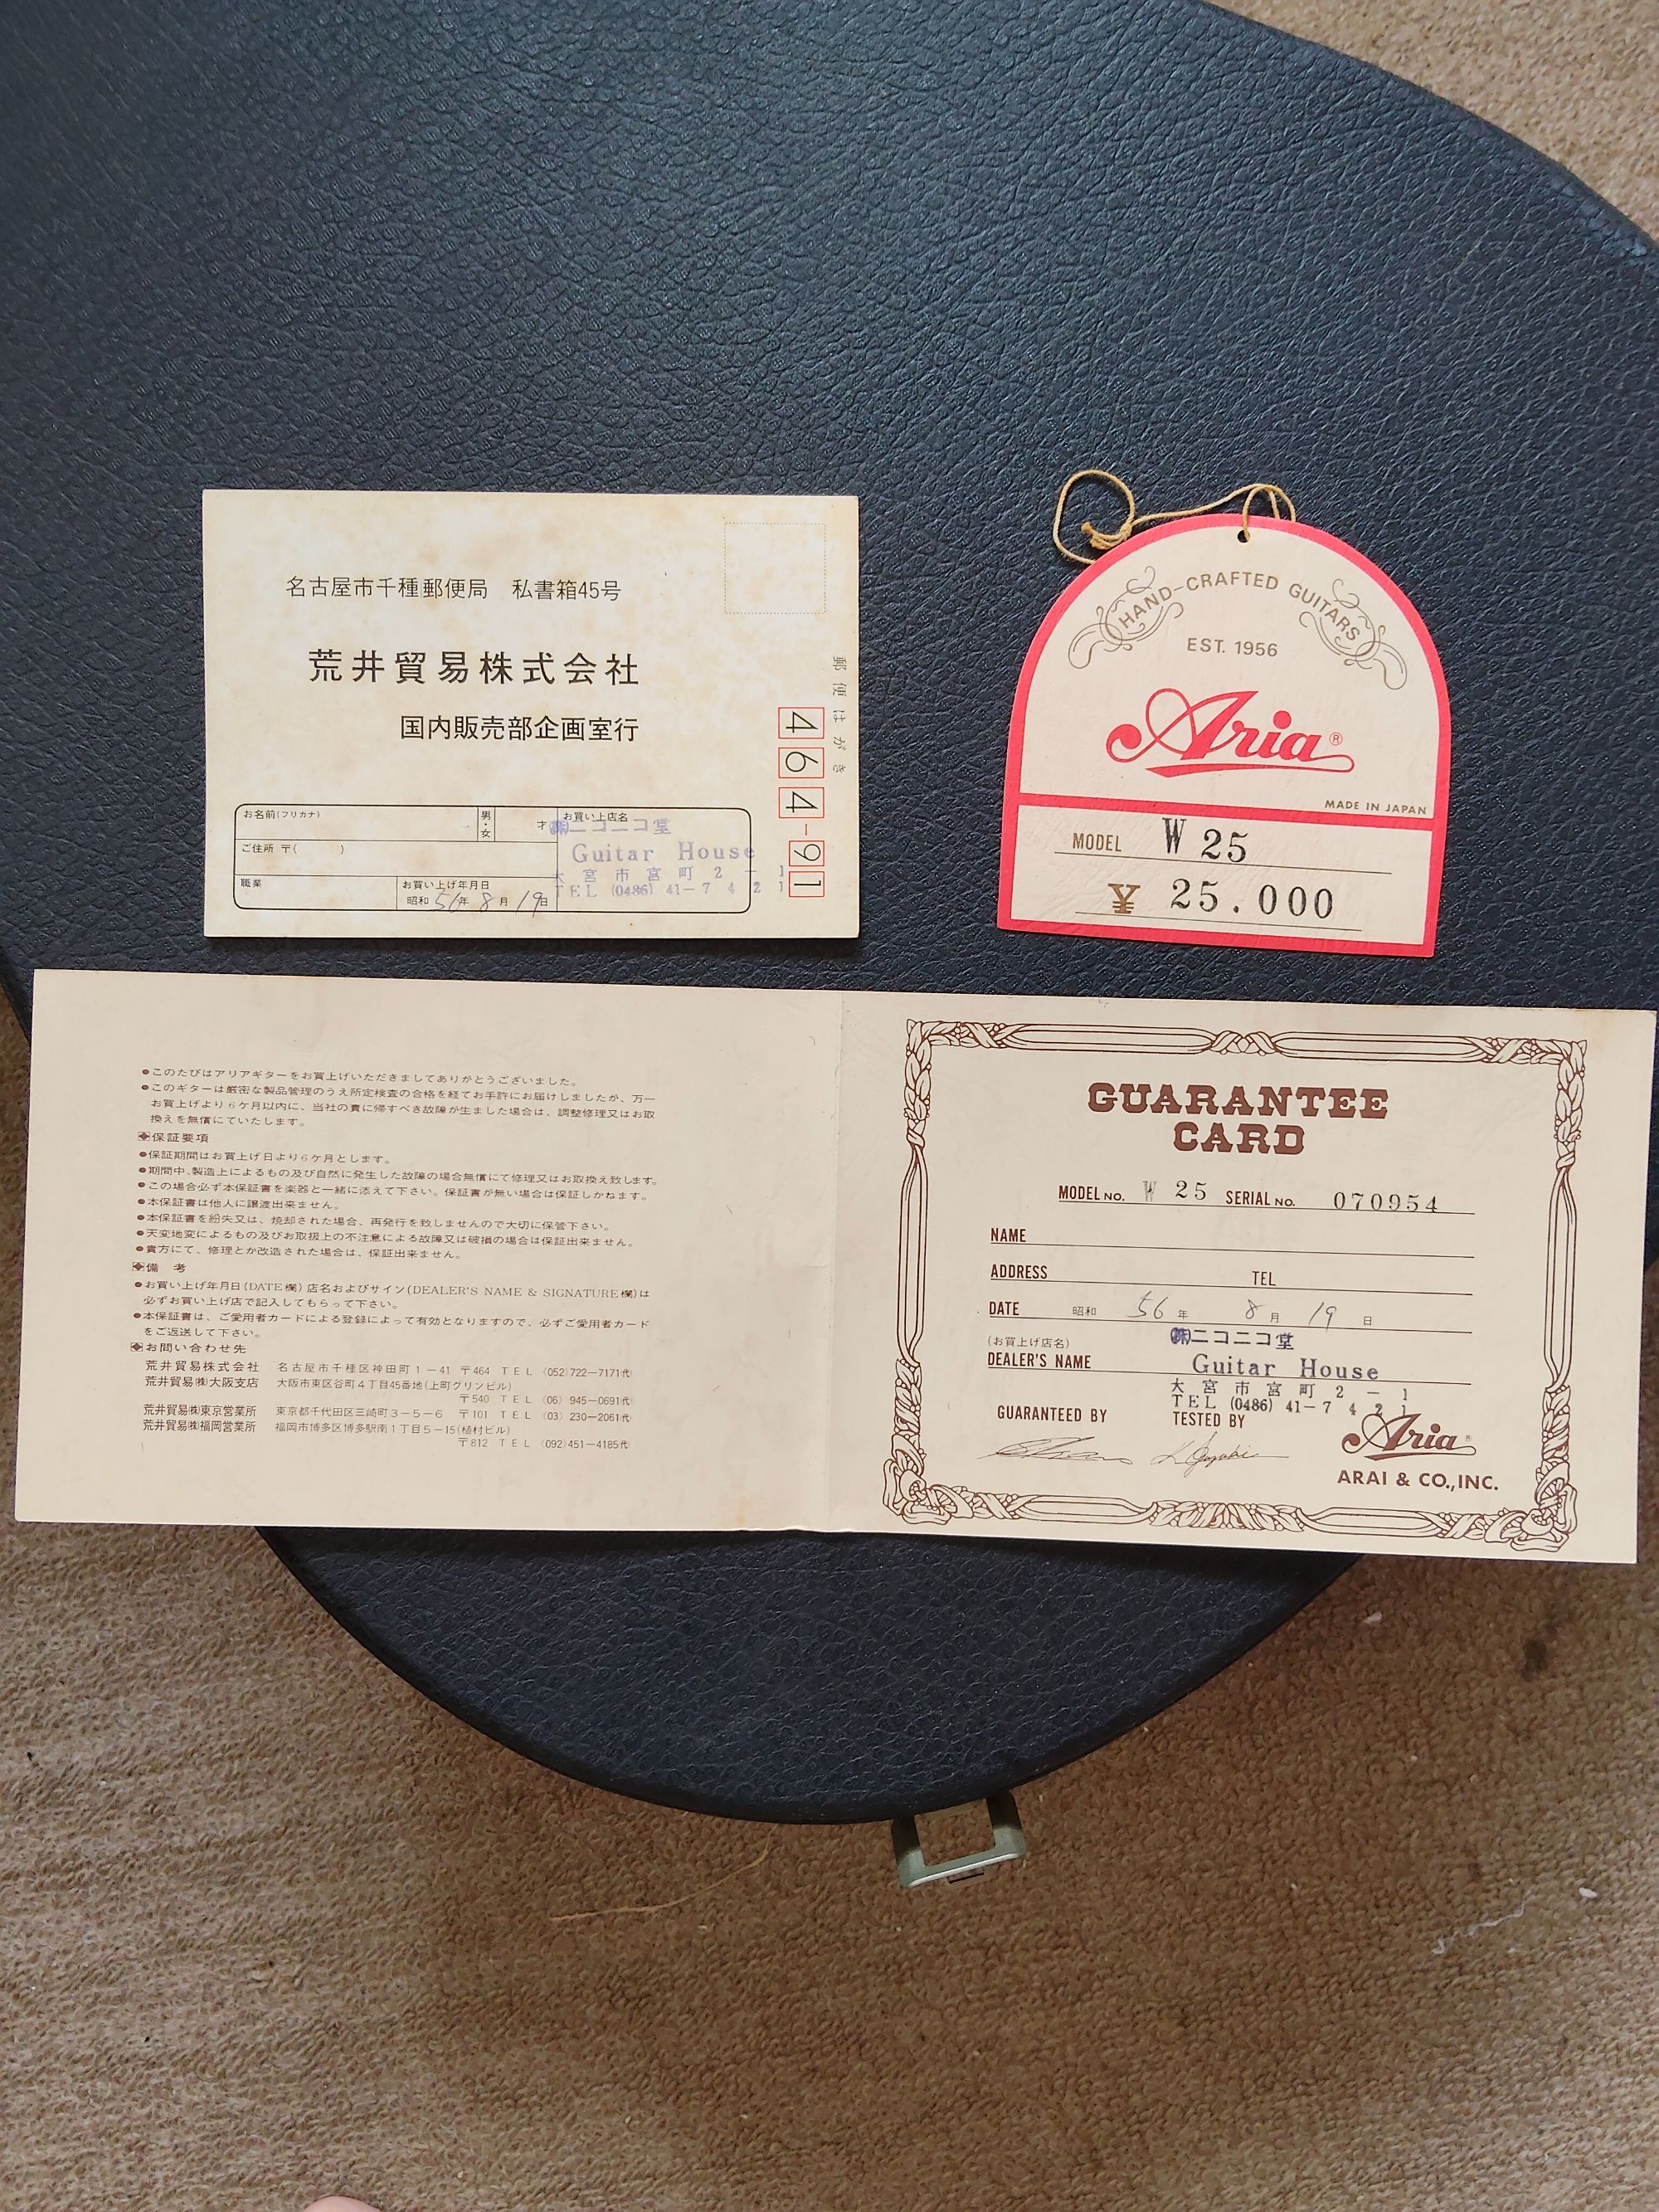 名古屋市千種郵便局　私書箱45号
荒井貿易株式会社
国内販売部企画室行
郵便はがき
464-91
お名前(フリガナ)
男・女
才
お買い上店名
㈱ニコニコ堂
Guitar House
大宮市宮町2-1
TEL (0486) 41-7421
ご住所 〒(　　)
職業
お買い上げ年月日
昭和 56年 8月 19日
HAND-CRAFTED GUITARS
EST. 1956
Aria®
MADE IN JAPAN
MODEL W 25
¥ 25.000
●このたびはアリアギターをお買上げいただきましてありがとうございました。
●このギターは厳密な製品管理のうえ所定検査の合格を経てお手許にお届けしましたが、万一
お買上げより6ケ月以内に、当社の責に帰すべき故障が生ました場合は、調整修理又はお取
換えを無償にていたします。
保証要項
●保証期間はお買上げ日より6ケ月とします。
●期間中、製造上によるもの及び自然に発生した故障の場合無償にて修理又はお取換え致します。
●この場合必ず本保証書を楽器と一緒に添えて下さい。保証書が無い場合は保証しかねます。
●本保証書は他人に譲渡出来ません。
●本保証書を紛失又は、焼却された場合、再発行を致しませんので大切に保管下さい。
●天変地変によるもの及びお取扱上の不注意による故障又は破損の場合は保証出来ません。
●貴方にて、修理とか改造された場合は、保証出来ません。
備　考
●お買い上げ年月日(DATE欄)店名およびサイン(DEALER'S NAME & SIGNATURE欄)は
必ずお買い上げ店で記入してもらって下さい。
●本保証書は、ご愛用者カードによる登録によって有効となりますので、必ずご愛用者カード
をご返送して下さい。
お問い合わせ先
荒井貿易株式会社　名古屋市千種区神田町1-41　〒464　TEL (052)722-7171代
荒井貿易㈱大阪支店　大阪市東区谷町4丁目45番地(上町グリンビル)
〒540　TEL (06) 945-0691代
荒井貿易㈱東京営業所　東京都千代田区三崎町3-5-6　〒101　TEL (03) 230-2061代
荒井貿易㈱福岡営業所　福岡市博多区博多駅南1丁目5-15(植村ビル)
〒812　TEL (092)451-4185代
GUARANTEE
CARD
MODEL NO. W 25 SERIAL NO. 070954
NAME
ADDRESS TEL
DATE 昭和 56年 8月 19日
(お買上げ店名)
DEALER'S NAME
㈱ニコニコ堂
Guitar House
大宮市宮町2-1
TEL (0486) 41-7421
GUARANTEED BY TESTED BY
Aria®
ARAI & CO., INC.